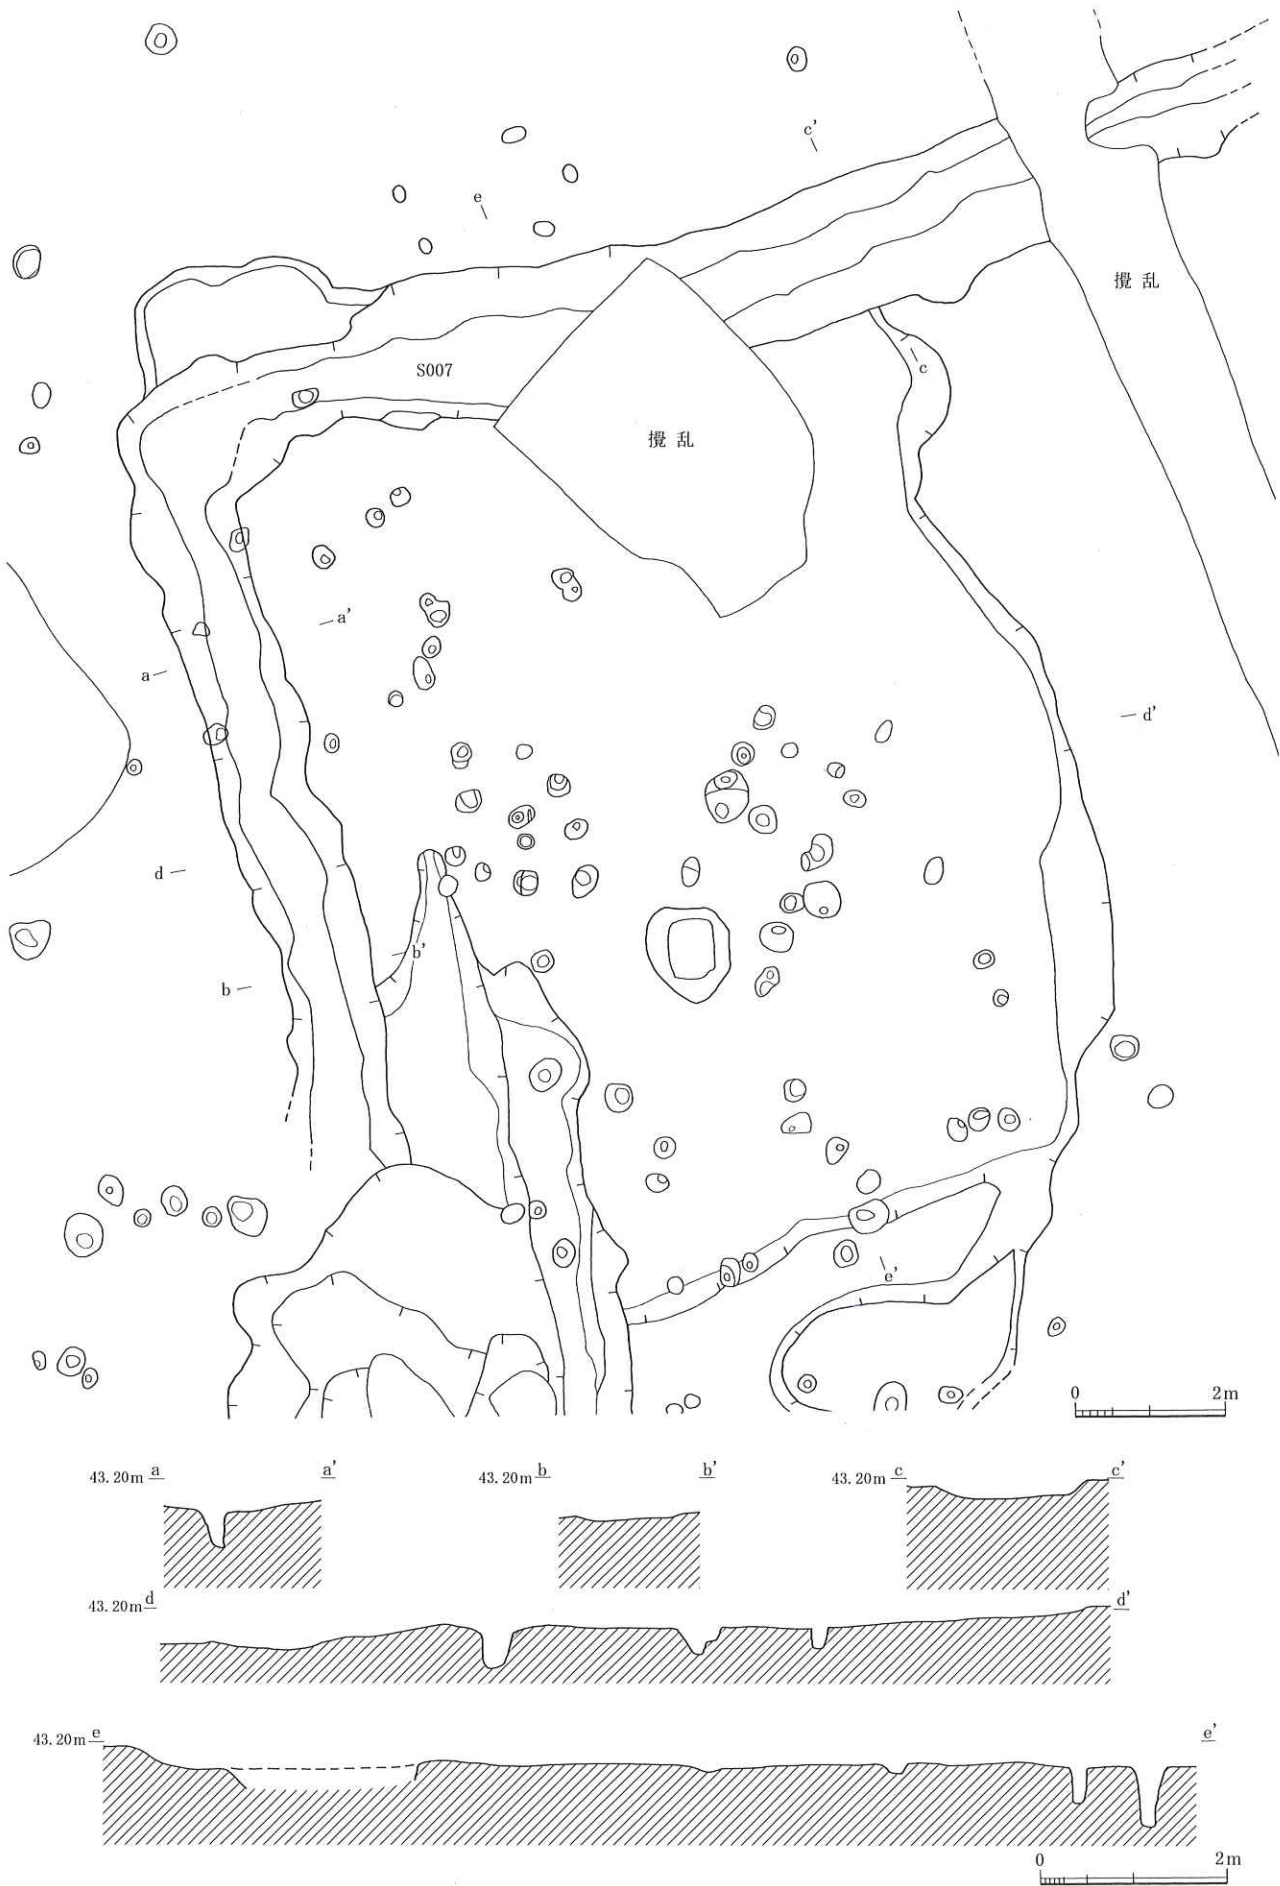 c'
e
攪乱
c
S007
攪乱
a'
a
d'
d
b'
b
e'
0 2m
43.20m a a'
43.20m b b'
43.20m c c'
43.20m d d'
43.20m e e'
0 2m